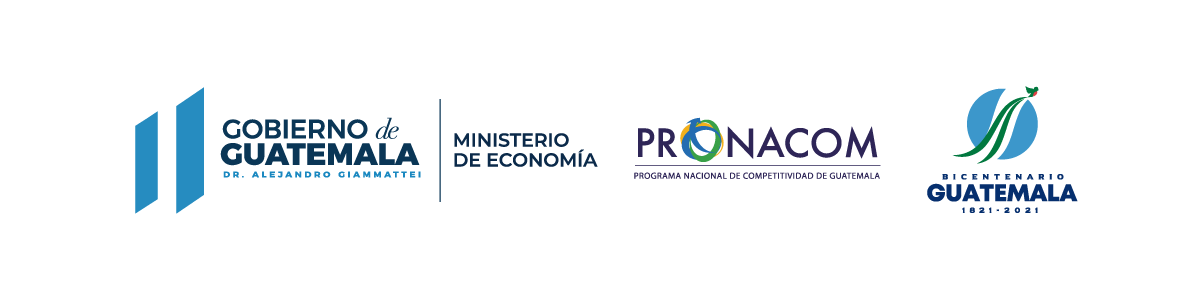 GOBIERNO de
GUATEMALA
DR. ALEJANDRO GIAMMATTEI
MINISTERIO
DE ECONOMÍA
PRONACOM
PROGRAMA NACIONAL DE COMPETITIVIDAD DE GUATEMALA
BICENTENARIO
GUATEMALA
1821-2021